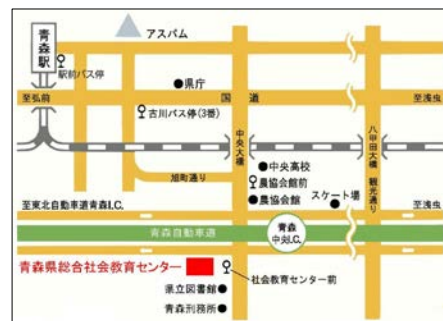 アスパム
青森駅
駅前バス停
県庁
至弘前
国道
至浅虫
古川バス停(3番)
中央大橋
八甲田大橋
観光通り
中央高校
旭町通り
農協会館前
農協会館
スケート場
至東北自動車道青森I.C.
至浅虫
青森自動車道
青森
中央I.C.
青森県総合社会教育センター
社会教育センター前
県立図書館
青森刑務所